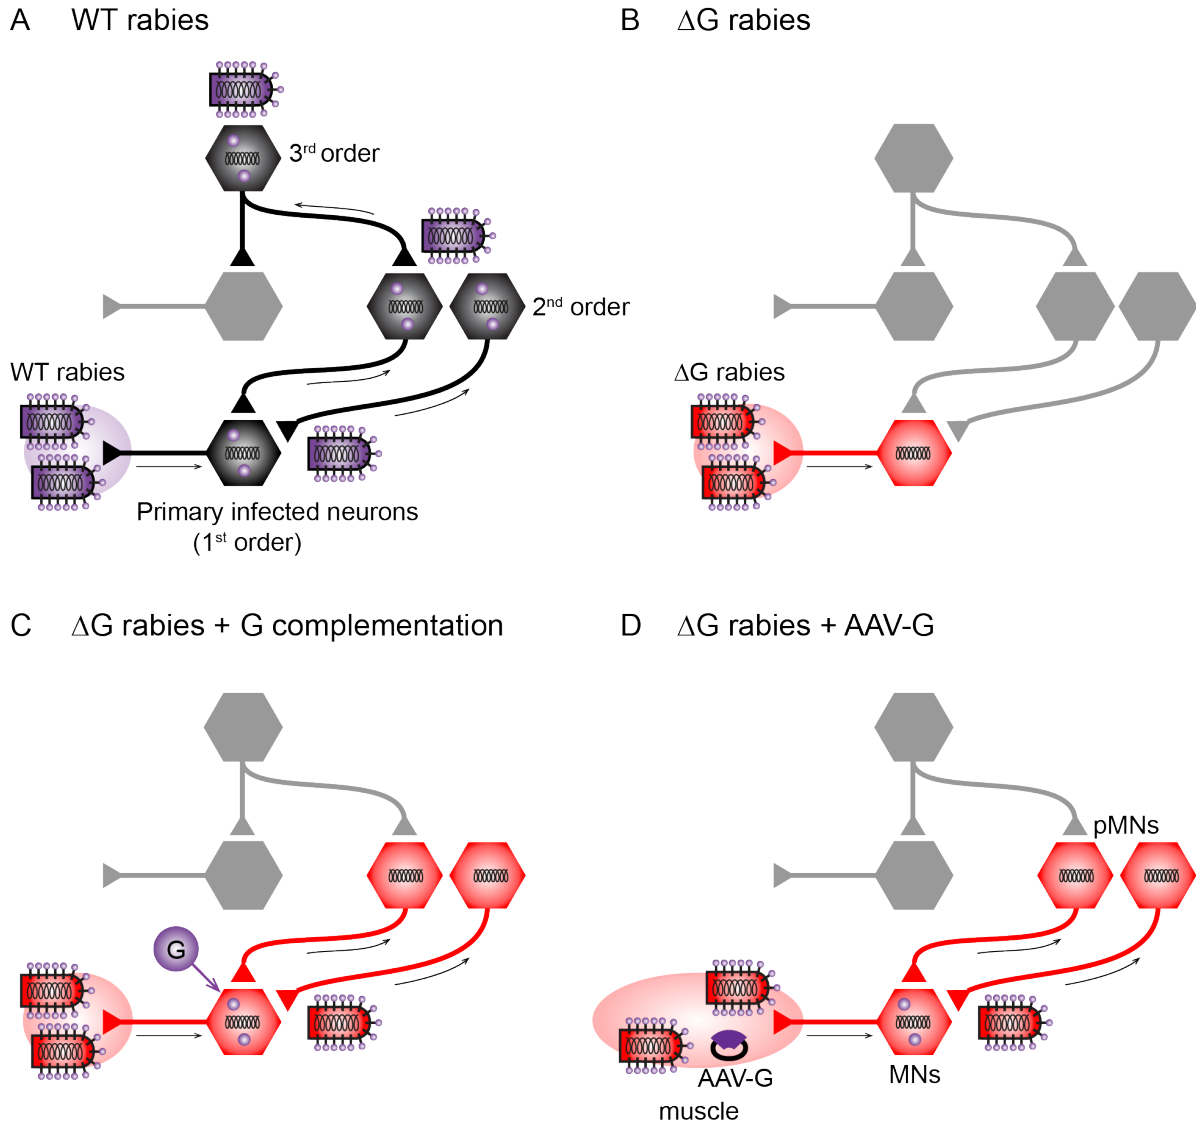 A WT rabies
3rd order
2nd order
WT rabies
Primary infected neurons
(1st order)
B ΔG rabies
ΔG rabies
C ΔG rabies + G complementation
G
D ΔG rabies + AAV-G
pMNs
AAV-G
MNs
muscle